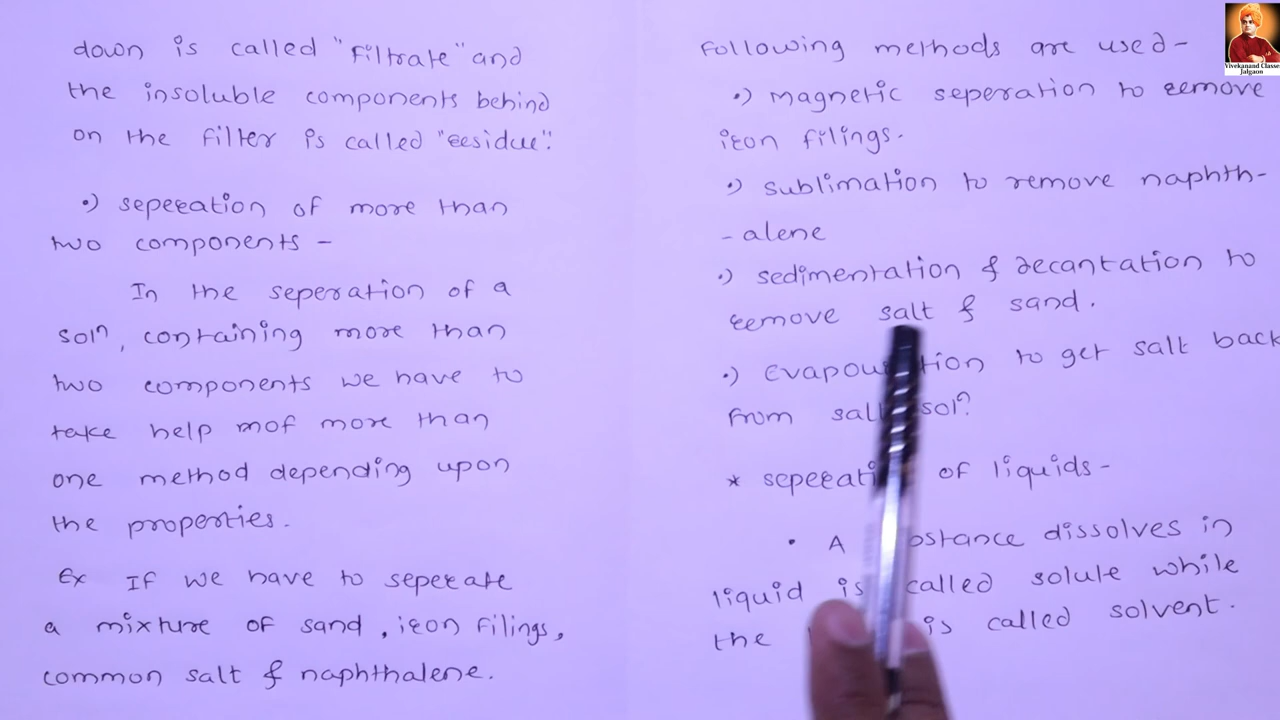 down is called "filtrate" and
the insoluble components behind
on the filter is called "residue".
•) seperation of more than
two components -
In the seperation of a
solⁿ, containing more than
two components we have to
take help mof more than
one method depending upon
the properties.
Ex If we have to seperate
a mixture of sand, iron filings,
common salt & naphthalene.
Following methods are used -
•) Magnetic seperation to remove
iron filings.
•) sublimation to remove naphth-
-alene
•) sedimentation & decantation to
remove salt & sand.
•) Evapou tion to get salt back
from sal solⁿ
* seperati of liquids -
• A bstance dissolves in
liquid is called solute while
the is called solvent.
Vivekanand Classes
Jalgaon